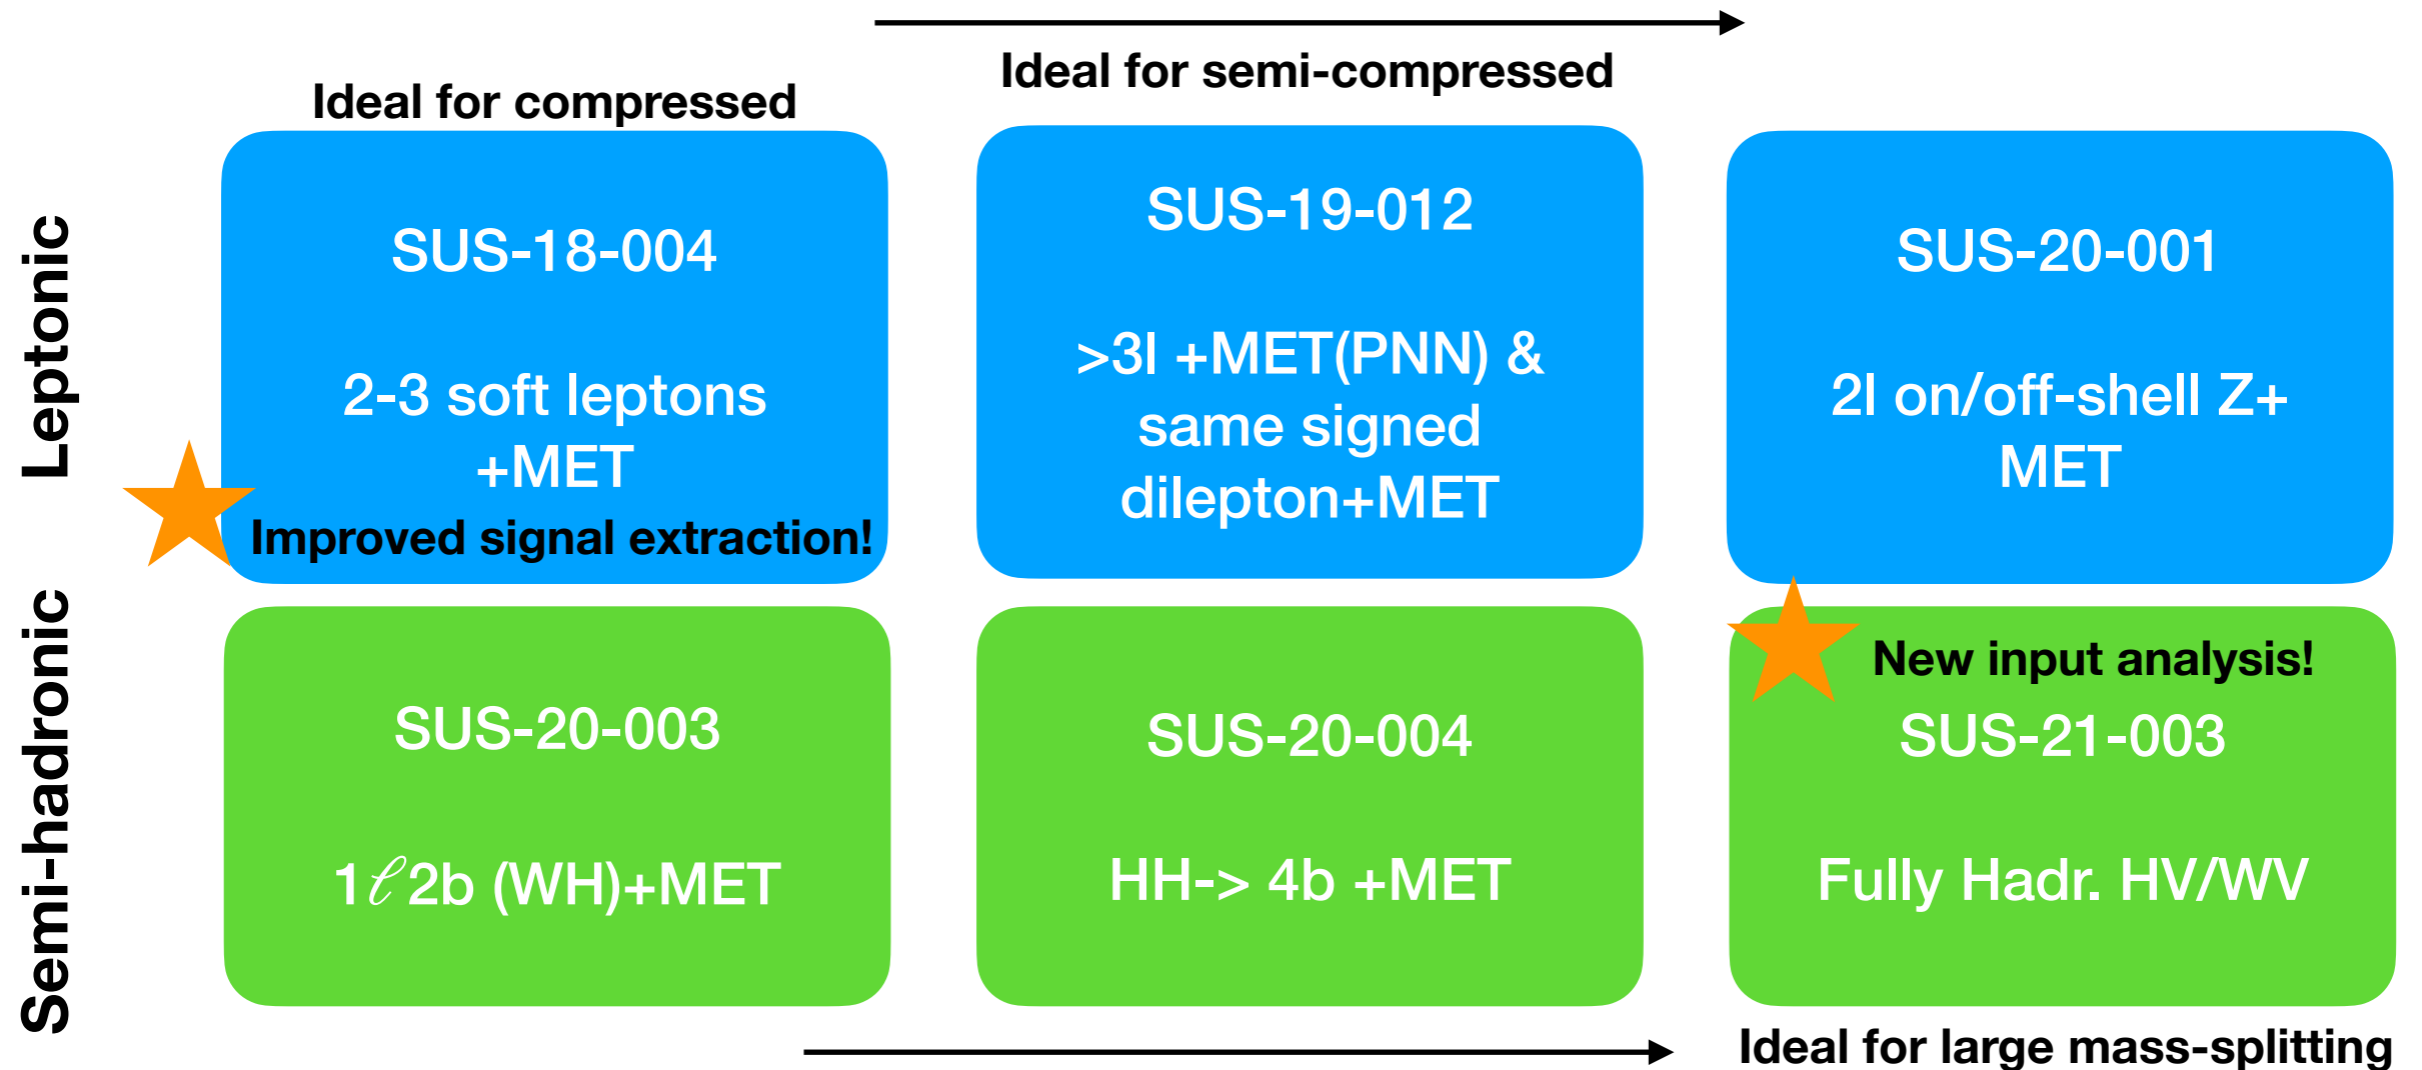 Ideal for compressed
Ideal for semi-compressed
Leptonic
SUS-18-004
2-3 soft leptons
+MET
Improved signal extraction!
SUS-19-012
>3l +MET(PNN) &
same signed
dilepton+MET
SUS-20-001
2l on/off-shell Z+
MET
Semi-hadronic
SUS-20-003
1ℓ2b (WH)+MET
SUS-20-004
HH-> 4b +MET
New input analysis!
SUS-21-003
Fully Hadr. HV/WV
Ideal for large mass-splitting